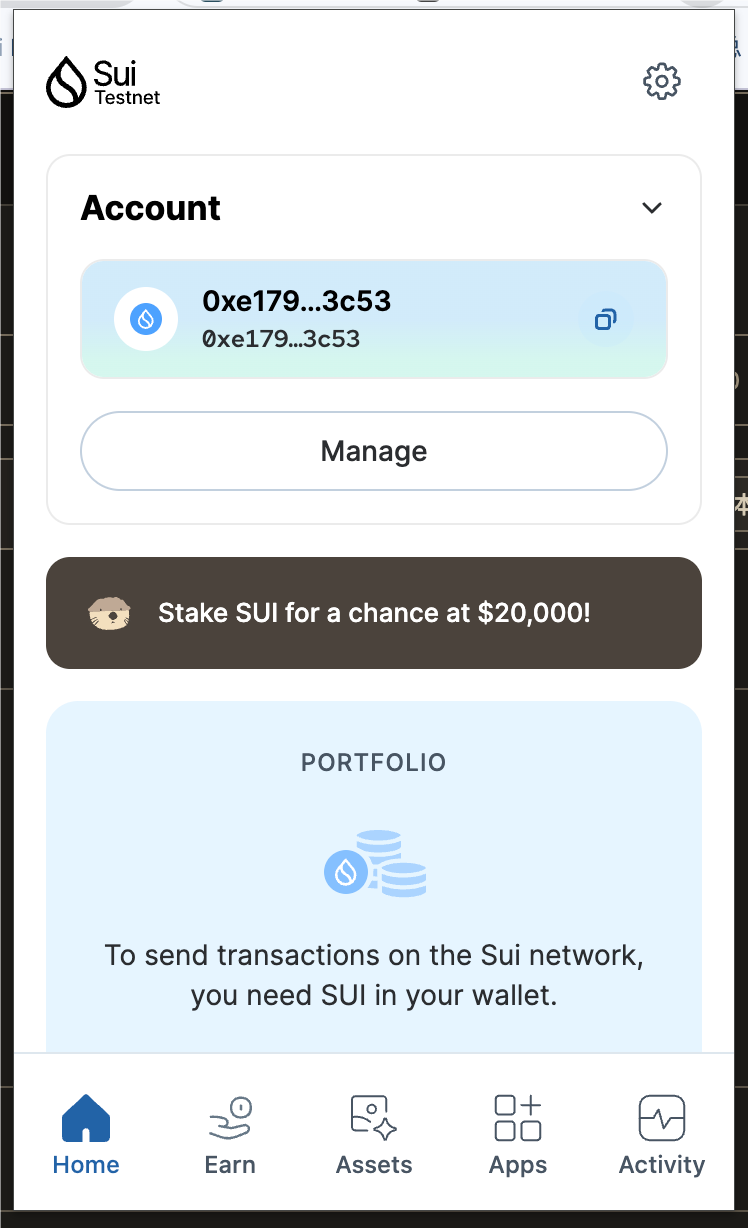 Sui
Testnet
Account
0xe179...3c53
0xe179...3c53
Manage
Stake SUI for a chance at $20,000!
PORTFOLIO
To send transactions on the Sui network,
you need SUI in your wallet.
Home
Earn
Assets
Apps
Activity